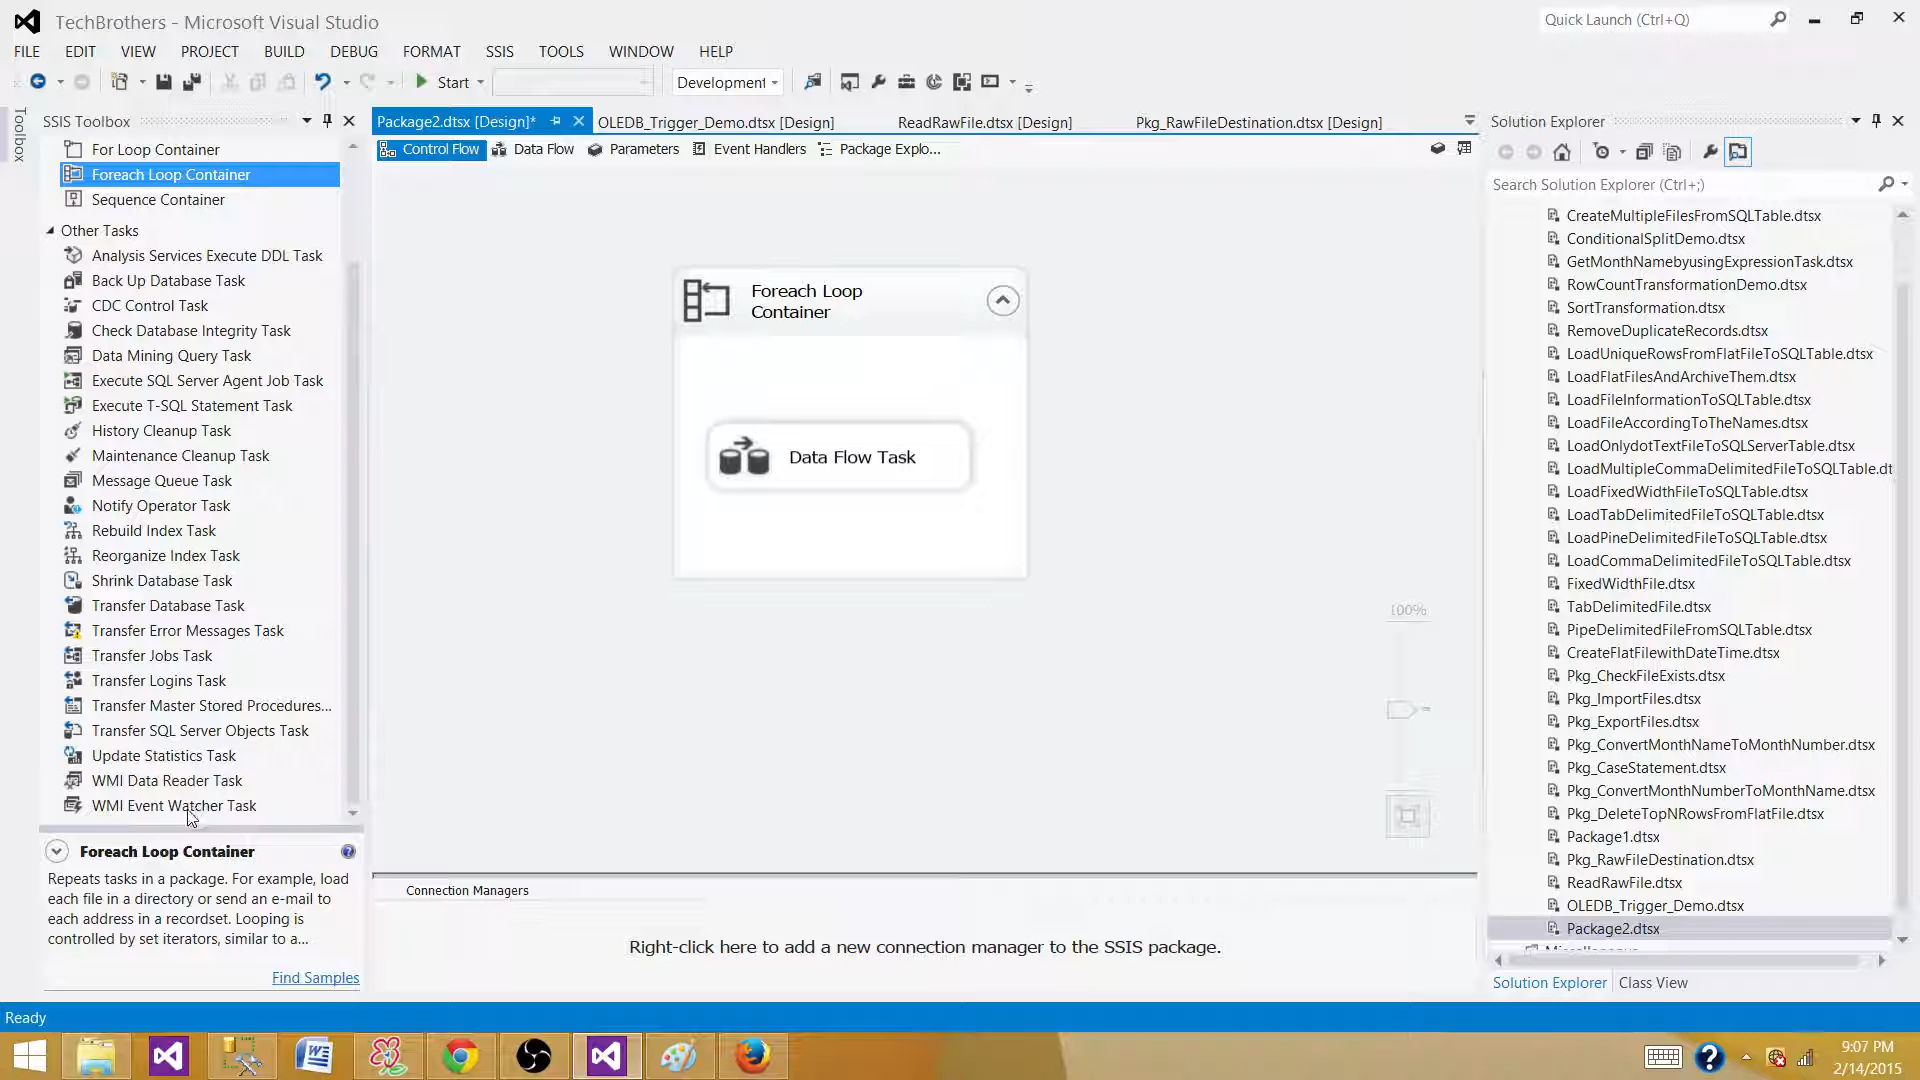 TechBrothers - Microsoft Visual Studio
Quick Launch (Ctrl+Q)
FILE EDIT VIEW PROJECT BUILD DEBUG FORMAT SSIS TOOLS WINDOW HELP
Start
Development
Toolbox
SSIS Toolbox
For Loop Container
Foreach Loop Container
Sequence Container
Other Tasks
Analysis Services Execute DDL Task
Back Up Database Task
CDC Control Task
Check Database Integrity Task
Data Mining Query Task
Execute SQL Server Agent Job Task
Execute T-SQL Statement Task
History Cleanup Task
Maintenance Cleanup Task
Message Queue Task
Notify Operator Task
Rebuild Index Task
Reorganize Index Task
Shrink Database Task
Transfer Database Task
Transfer Error Messages Task
Transfer Jobs Task
Transfer Logins Task
Transfer Master Stored Procedures...
Transfer SQL Server Objects Task
Update Statistics Task
WMI Data Reader Task
WMI Event Watcher Task
Foreach Loop Container
Repeats tasks in a package. For example, load
each file in a directory or send an e-mail to
each address in a recordset. Looping is
controlled by set iterators, similar to a...
Find Samples
Package2.dtsx [Design]* OLEDB_Trigger_Demo.dtsx [Design] ReadRawFile.dtsx [Design] Pkg_RawFileDestination.dtsx [Design]
Control Flow Data Flow Parameters Event Handlers Package Explo...
Foreach Loop
Container
Data Flow Task
100%
Connection Managers
Right-click here to add a new connection manager to the SSIS package.
Solution Explorer
Search Solution Explorer (Ctrl+;)
CreateMultipleFilesFromSQLTable.dtsx
ConditionalSplitDemo.dtsx
GetMonthNamebyusingExpressionTask.dtsx
RowCountTransformationDemo.dtsx
SortTransformation.dtsx
RemoveDuplicateRecords.dtsx
LoadUniqueRowsFromFlatFileToSQLTable.dtsx
LoadFlatFilesAndArchiveThem.dtsx
LoadFileInformationToSQLTable.dtsx
LoadFileAccordingToTheNames.dtsx
LoadOnlydotTextFileToSQLServerTable.dtsx
LoadMultipleCommaDelimitedFileToSQLTable.dt
LoadFixedWidthFileToSQLTable.dtsx
LoadTabDelimitedFileToSQLTable.dtsx
LoadPineDelimitedFileToSQLTable.dtsx
LoadCommaDelimitedFileToSQLTable.dtsx
FixedWidthFile.dtsx
TabDelimitedFile.dtsx
PipeDelimitedFileFromSQLTable.dtsx
CreateFlatFilewithDateTime.dtsx
Pkg_CheckFileExists.dtsx
Pkg_ImportFiles.dtsx
Pkg_ExportFiles.dtsx
Pkg_ConvertMonthNameToMonthNumber.dtsx
Pkg_CaseStatement.dtsx
Pkg_ConvertMonthNumberToMonthName.dtsx
Pkg_DeleteTopNRowsFromFlatFile.dtsx
Package1.dtsx
Pkg_RawFileDestination.dtsx
ReadRawFile.dtsx
OLEDB_Trigger_Demo.dtsx
Package2.dtsx
Solution Explorer Class View
Ready
9:07 PM
2/14/2015